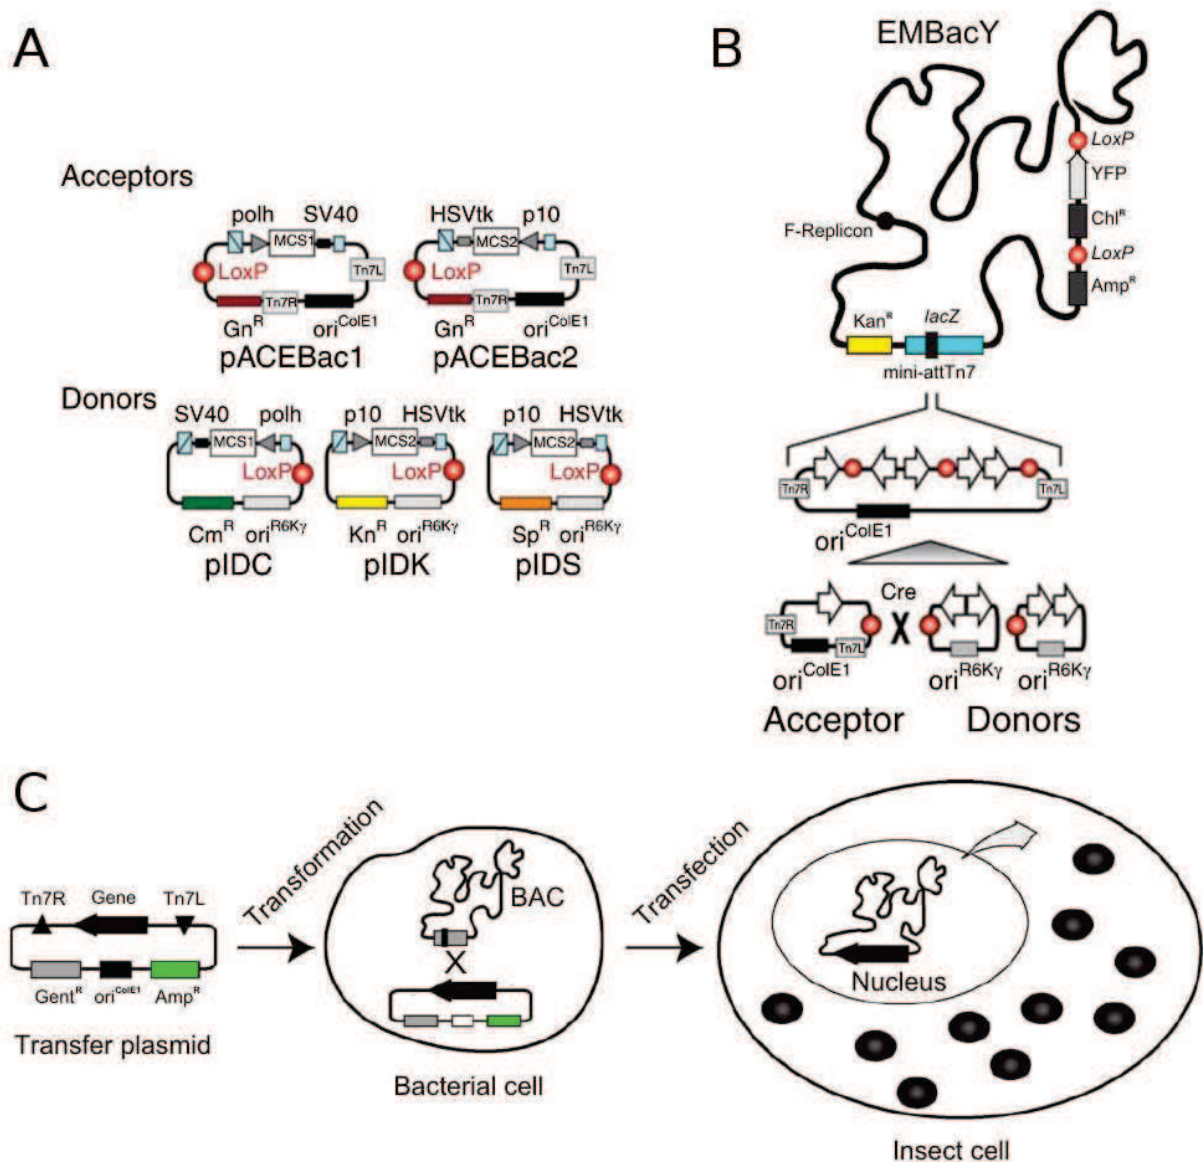 A
Acceptors
polh SV40
MCS1
LoxP
Tn7L
Tn7R
Gn^R ori^ColE1
pACEBac1
HSVtk p10
MCS2
LoxP
Tn7L
Tn7R
Gn^R ori^ColE1
pACEBac2
Donors
SV40 polh
MCS1
LoxP
Cm^R ori^R6Kγ
pIDC
p10 HSVtk
MCS2
LoxP
Kn^R ori^R6Kγ
pIDK
p10 HSVtk
MCS2
LoxP
Sp^R ori^R6Kγ
pIDS
B
EMBacY
LoxP
YFP
Chl^R
LoxP
Amp^R
F-Replicon
Kan^R lacZ
mini-attTn7
Tn7R Tn7L
ori^ColE1
Cre
X
Tn7R
Tn7L
ori^ColE1 ori^R6Kγ ori^R6Kγ
Acceptor Donors
C
Tn7R Gene Tn7L
Gent^R ori^ColE1 Amp^R
Transfer plasmid
Transformation
BAC
X
Bacterial cell
Transfection
Nucleus
Insect cell